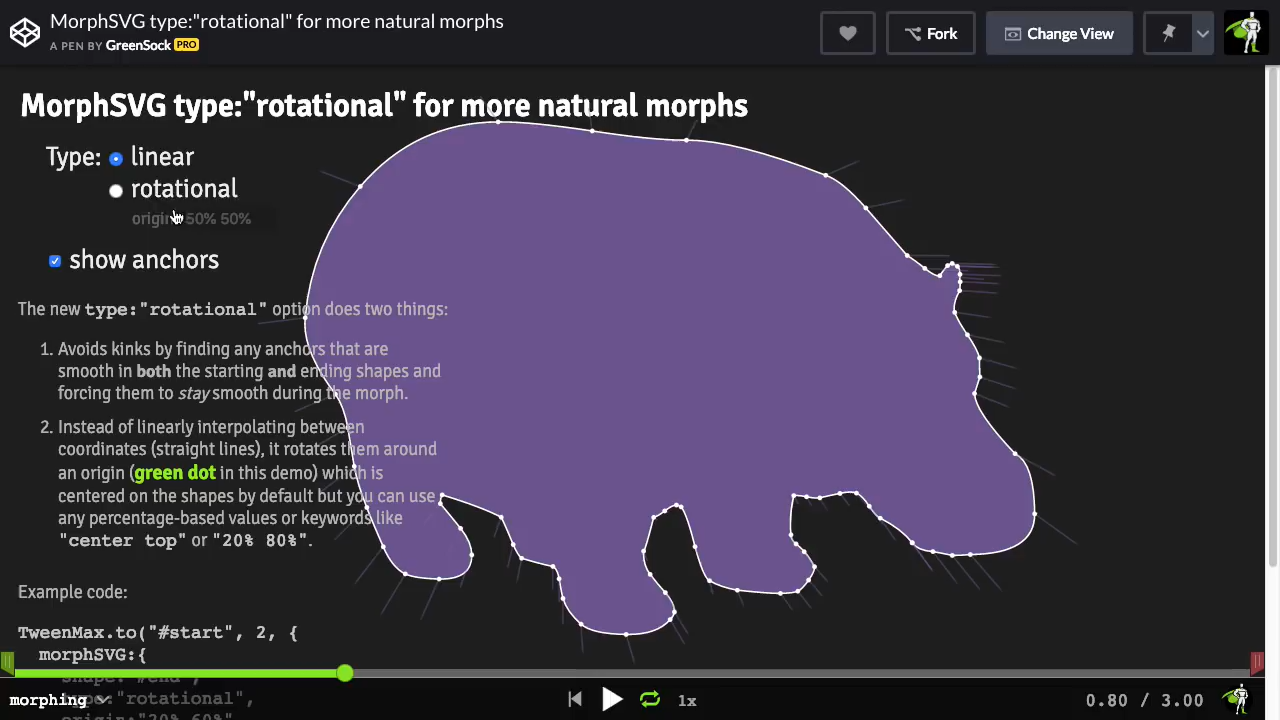 MorphSVG type:"rotational" for more natural morphs
A PEN BY GreenSock PRO
Fork
Change View
MorphSVG type:"rotational" for more natural morphs
Type: linear
rotational
origin: 50% 50%
show anchors
The new type:"rotational" option does two things:
1. Avoids kinks by finding any anchors that are
smooth in both the starting and ending shapes and
forcing them to stay smooth during the morph.
2. Instead of linearly interpolating between
coordinates (straight lines), it rotates them around
an origin (green dot in this demo) which is
centered on the shapes by default but you can use
any percentage-based values or keywords like
"center top" or "20% 80%".
Example code:
TweenMax.to("#start", 2, {
morphSVG:{
shape:"#end",
type:"rotational",
origin:"20% 60%"
morphing
1x
0.80 / 3.00